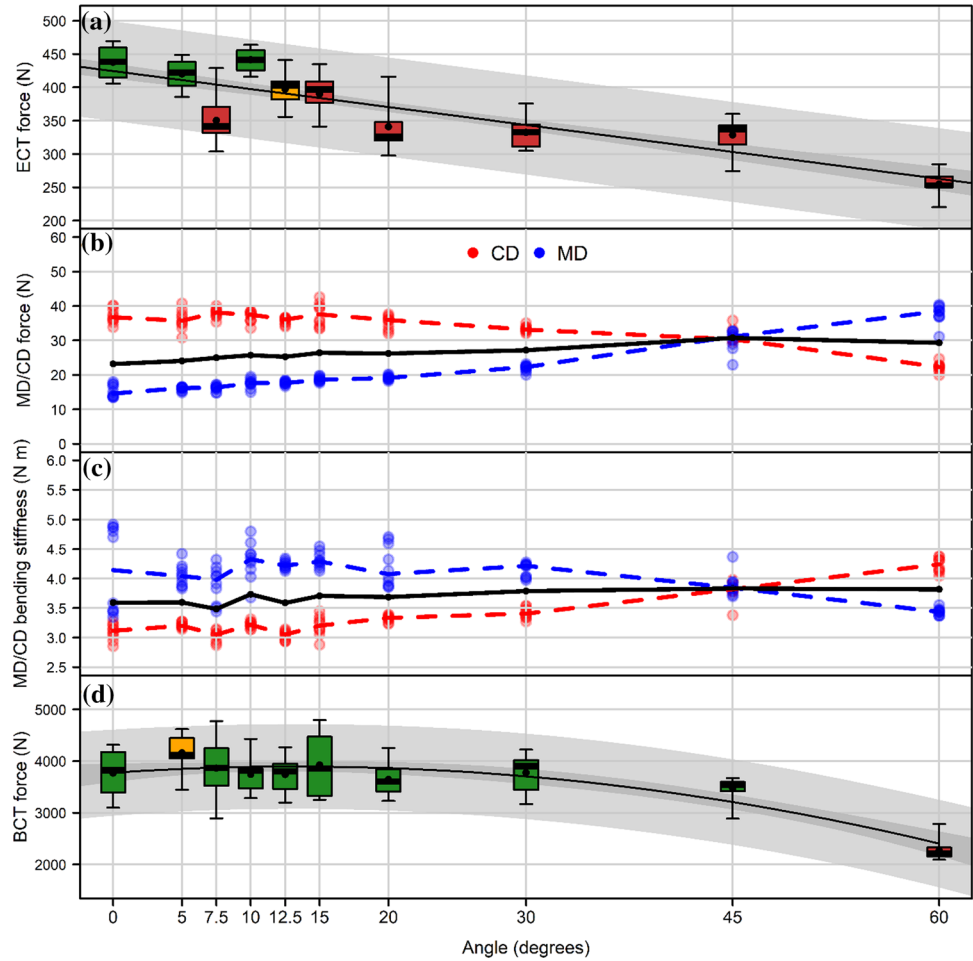 (a)
ECT force (N)
500
450
400
350
300
250
200
(b)
CD MD
MD/CD force (N)
60
50
40
30
20
10
0
(c)
MD/CD bending stiffness (N m)
6.0
5.0
4.5
4.0
3.5
3.0
2.5
(d)
BCT force (N)
5000
4000
3000
2000
0 5 7.5 10 12.5 15 20 30 45 60
Angle (degrees)